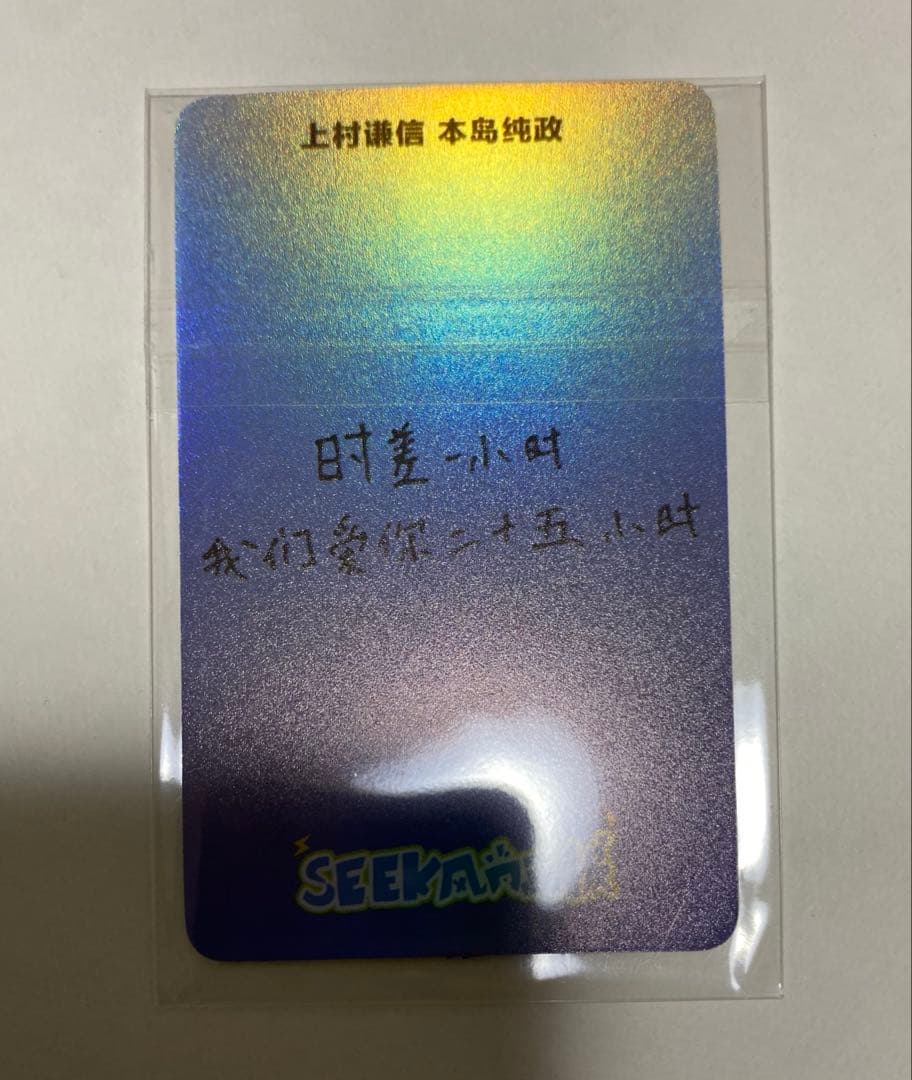 上村谦信 本岛纯政
时差一小时
我们爱你二十五小时